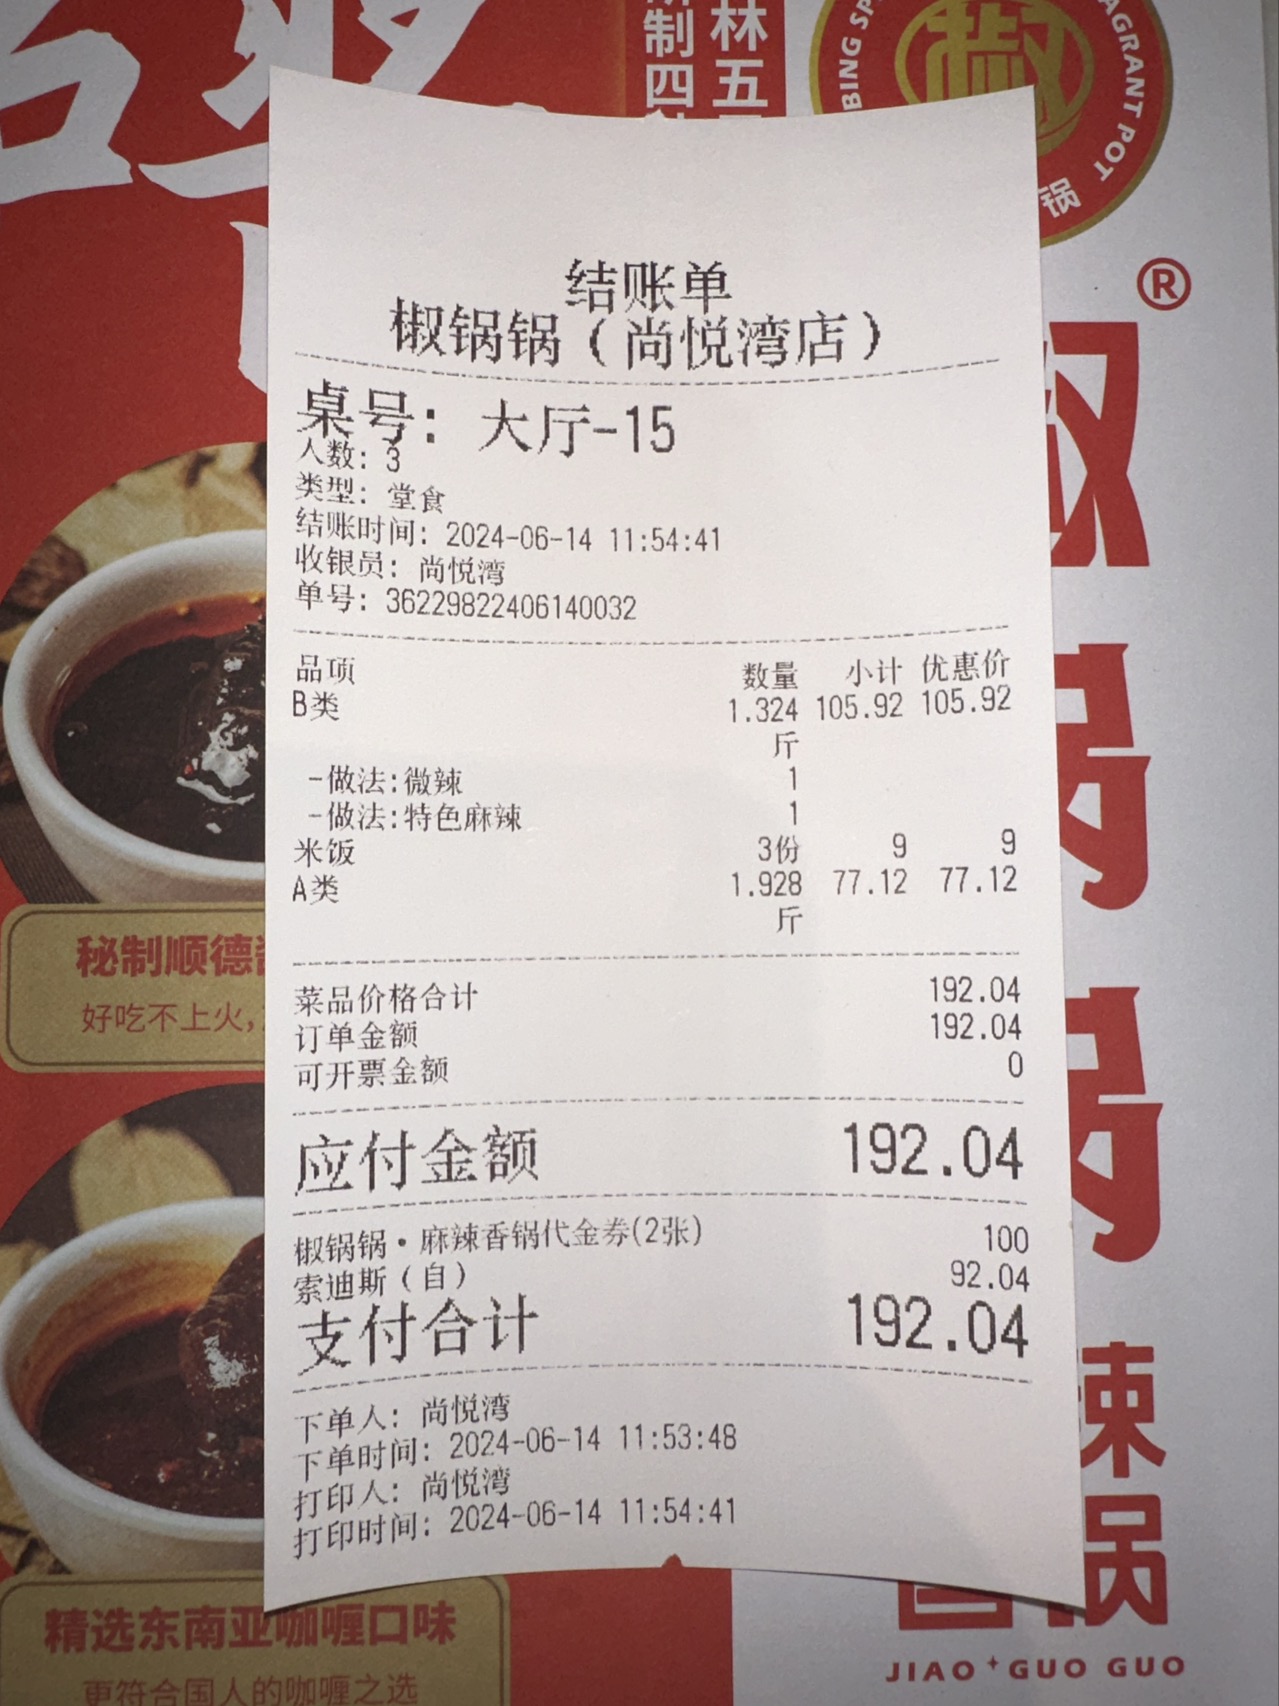 制四
林五
BING SP
AGRANT POT
椒
锅
®
结账单
椒锅锅（尚悦湾店）
桌号：大厅-15
人数：3
类型：堂食
结账时间：2024-06-14 11:54:41
收银员：尚悦湾
单号：36229822406140032
品项 数量 小计 优惠价
B类 1.324 105.92 105.92
斤
-做法:微辣 1
-做法:特色麻辣 1
米饭 3份 9 9
A类 1.928 77.12 77.12
斤
菜品价格合计 192.04
订单金额 192.04
可开票金额 0
应付金额 192.04
椒锅锅·麻辣香锅代金券(2张) 100
索迪斯（自） 92.04
支付合计 192.04
下单人：尚悦湾
下单时间：2024-06-14 11:53:48
打印人：尚悦湾
打印时间：2024-06-14 11:54:41
秘制顺德
好吃不上火，
精选东南亚咖喱口味
更符合国人的咖喱之选
JIAO GUO GUO